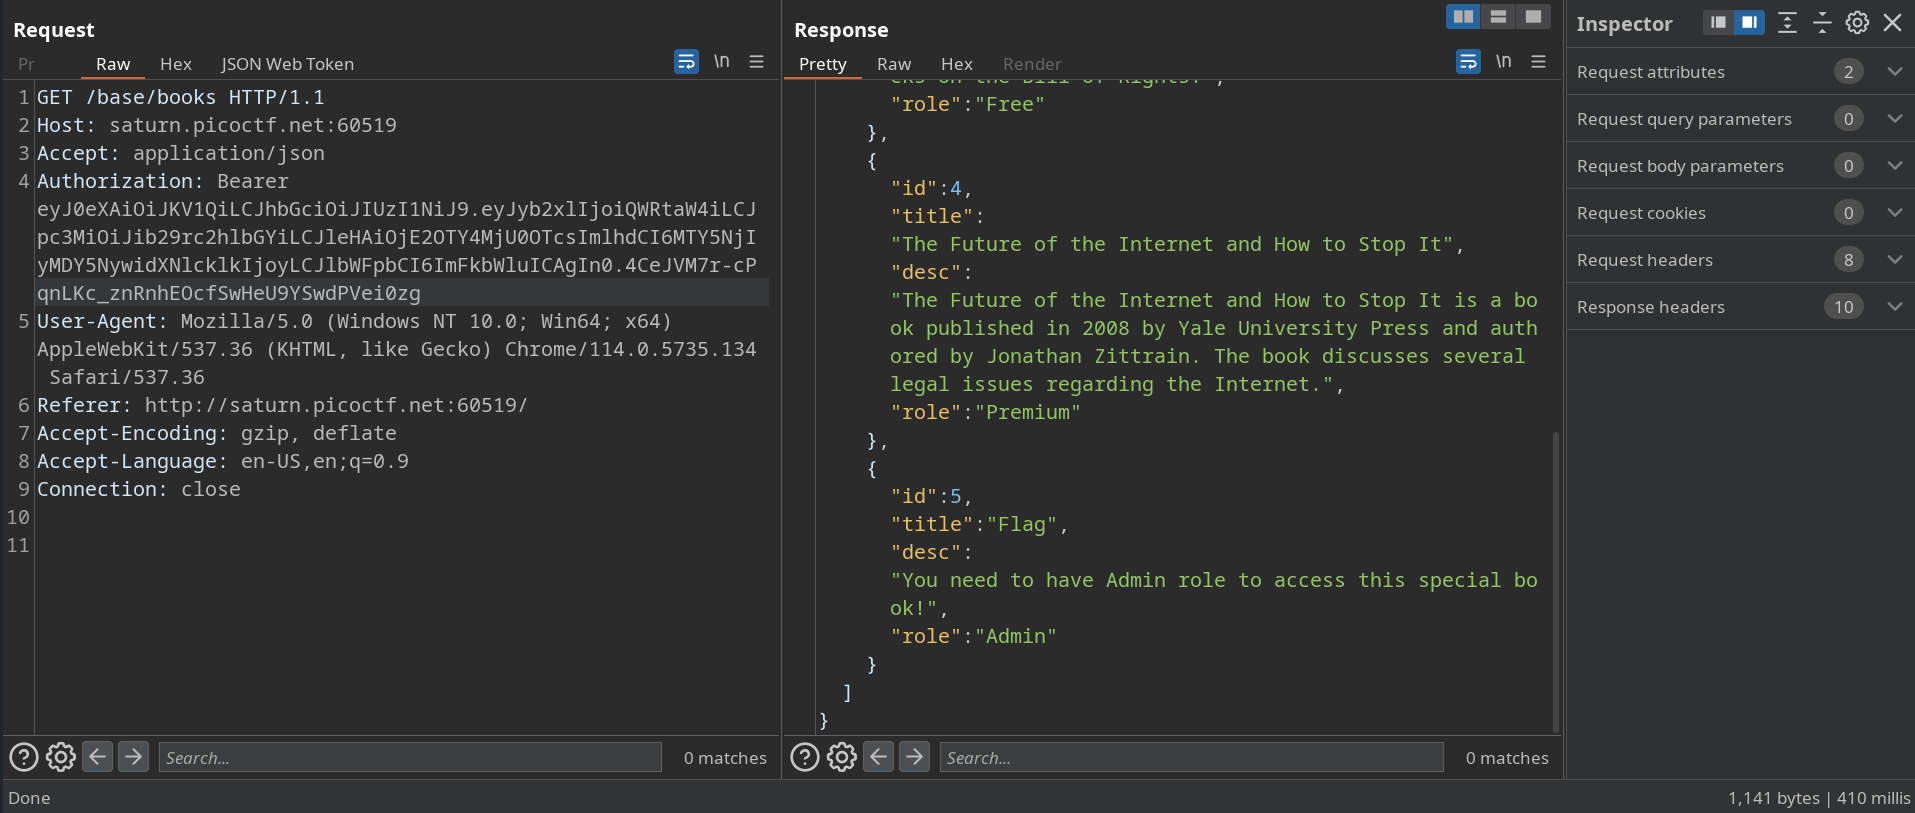 Request
Pr Raw Hex JSON Web Token \n
1 GET /base/books HTTP/1.1
2 Host: saturn.picoctf.net:60519
3 Accept: application/json
4 Authorization: Bearer
eyJ0eXAiOiJKV1QiLCJhbGciOiJIUzI1NiJ9.eyJyb2xlIjoiQWRtaW4iLCJ
pc3MiOiJib29rc2hlbGYiLCJleHAiOjE2OTY4MjU0OTcsImlhdCI6MTY5NjI
yMDY5NywidXNlcklkIjoyLCJlbWFpbCI6ImFkbWluICAgIn0.4CeJVM7r-cP
qnLKc_znRnhEOcfSwHeU9YSwdPVei0zg
5 User-Agent: Mozilla/5.0 (Windows NT 10.0; Win64; x64)
AppleWebKit/537.36 (KHTML, like Gecko) Chrome/114.0.5735.134
Safari/537.36
6 Referer: http://saturn.picoctf.net:60519/
7 Accept-Encoding: gzip, deflate
8 Accept-Language: en-US,en;q=0.9
9 Connection: close
10
11
Search...
0 matches
Response
Pretty Raw Hex Render \n
eks on the Bill of Rights.",
"role":"Free"
},
{
"id":4,
"title":
"The Future of the Internet and How to Stop It",
"desc":
"The Future of the Internet and How to Stop It is a bo
ok published in 2008 by Yale University Press and auth
ored by Jonathan Zittrain. The book discusses several
legal issues regarding the Internet.",
"role":"Premium"
},
{
"id":5,
"title":"Flag",
"desc":
"You need to have Admin role to access this special bo
ok!",
"role":"Admin"
}
]
}
Search...
0 matches
Inspector
Request attributes 2
Request query parameters 0
Request body parameters 0
Request cookies 0
Request headers 8
Response headers 10
Done
1,141 bytes | 410 millis